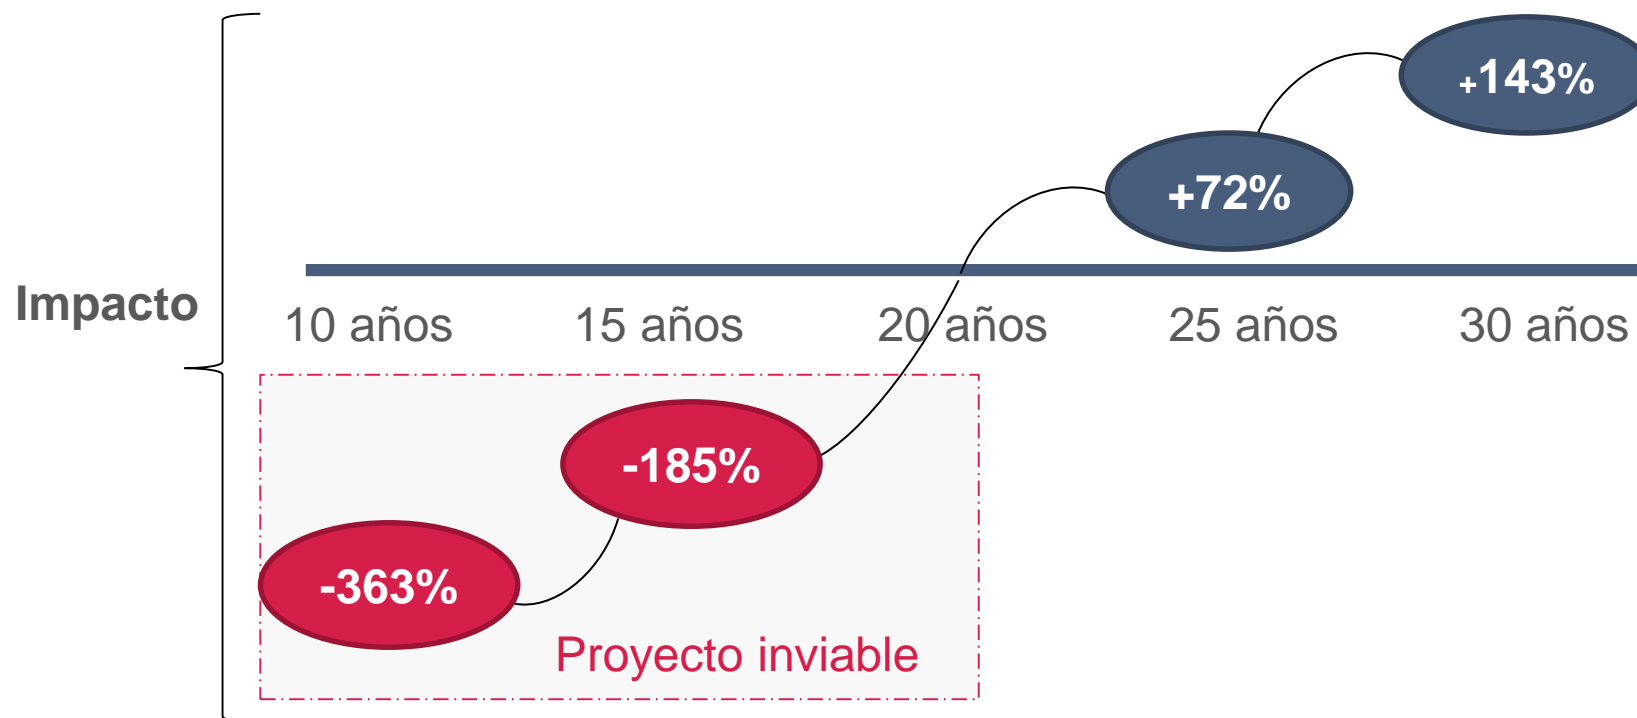 +143%
+72%
Impacto
10 años
15 años
20 años
25 años
30 años
-185%
-363%
Proyecto inviable